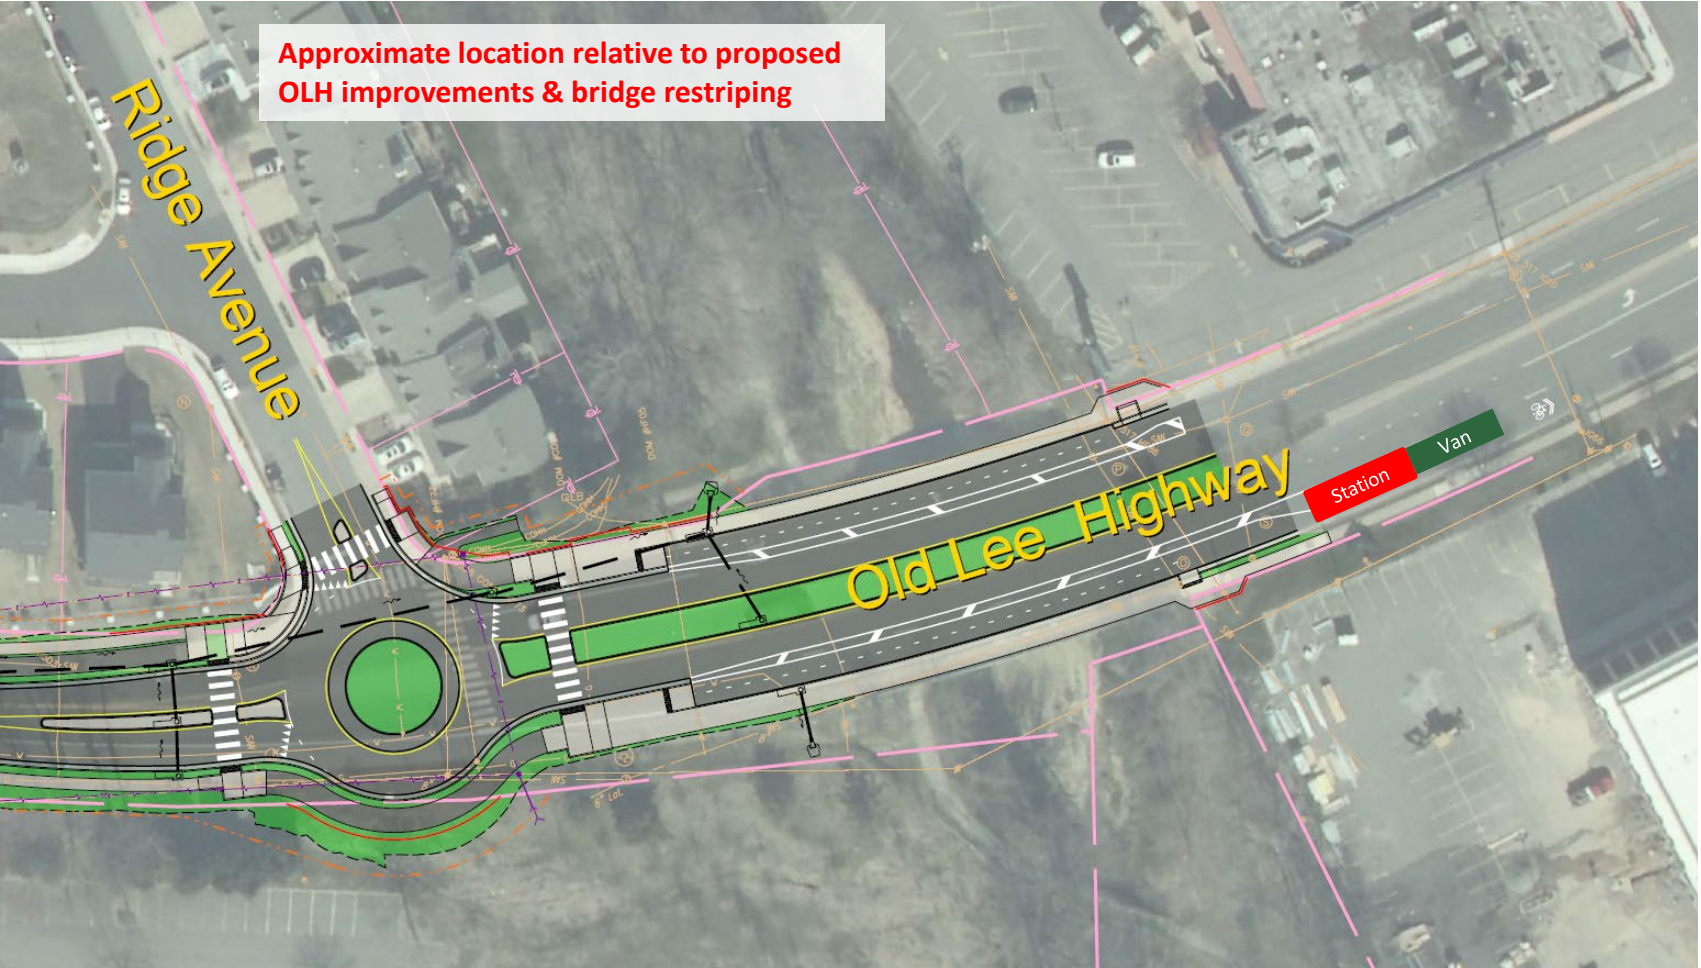 Approximate location relative to proposed
OLH improvements & bridge restriping
Ridge Avenue
Old Lee Highway
Station
Van